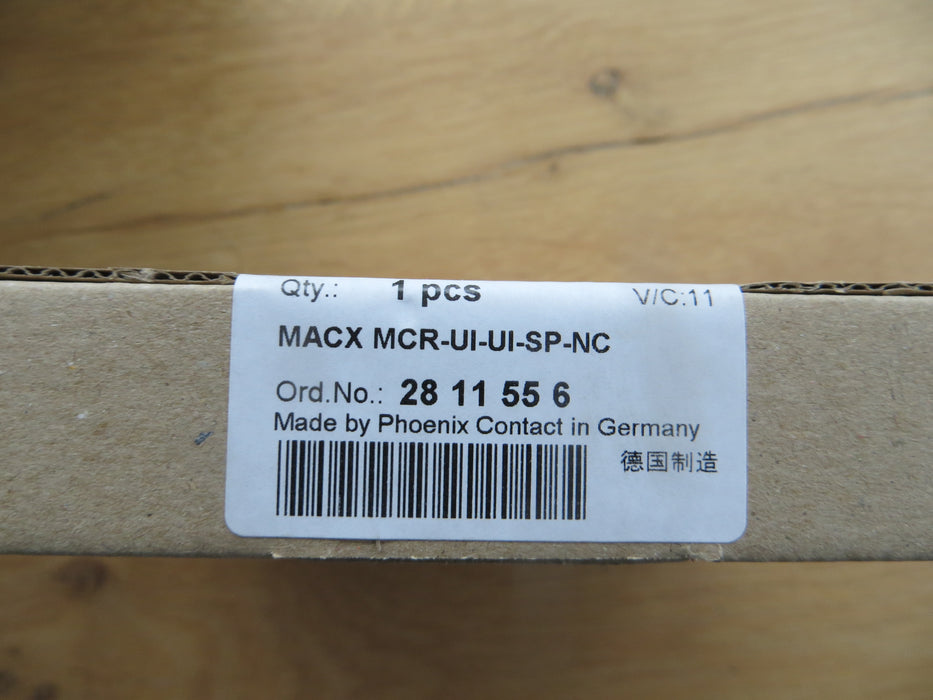 Qty.: 1 pcs V/C:11
MACX MCR-UI-UI-SP-NC
Ord.No.: 28 11 55 6
Made by Phoenix Contact in Germany
德国制造